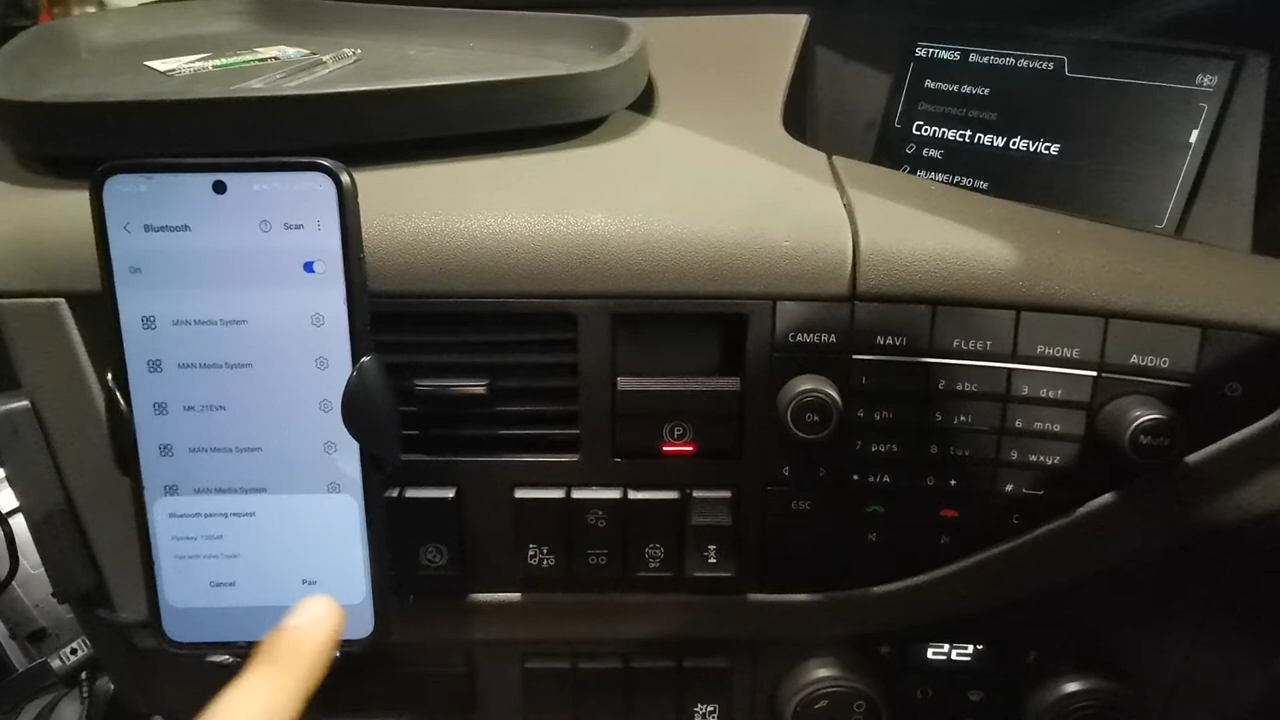 SETTINGS Bluetooth devices
Remove device
Disconnect device
Connect new device
ERIC
HUAWEI P30 lite
Bluetooth
Scan
On
MAN Media System
MAN Media System
MK_21EVN
MAN Media System
MAN Media System
Bluetooth pairing request
Cancel
Pair
P
CAMERA
NAVI
FLEET
PHONE
AUDIO
Ok
1
2 abc
3 def
4 ghi
5 jkl
6 mno
7 pqrs
8 tuv
9 wxyz
* a/A
0 +
#
ESC
C
Mute
TCS
OFF
22°